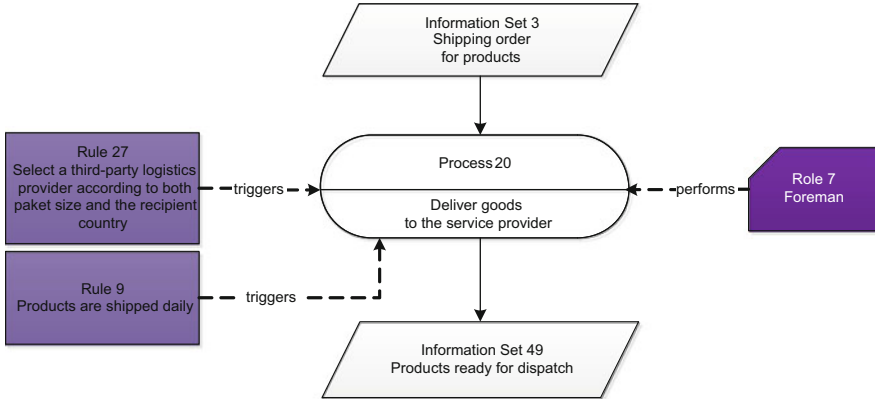 Information Set 3
Shipping order
for products
Rule 27
Select a third-party logistics
provider according to both
paket size and the recipient
country
triggers
Process 20
Deliver goods
to the service provider
performs
Role 7
Foreman
Rule 9
Products are shipped daily
triggers
Information Set 49
Products ready for dispatch